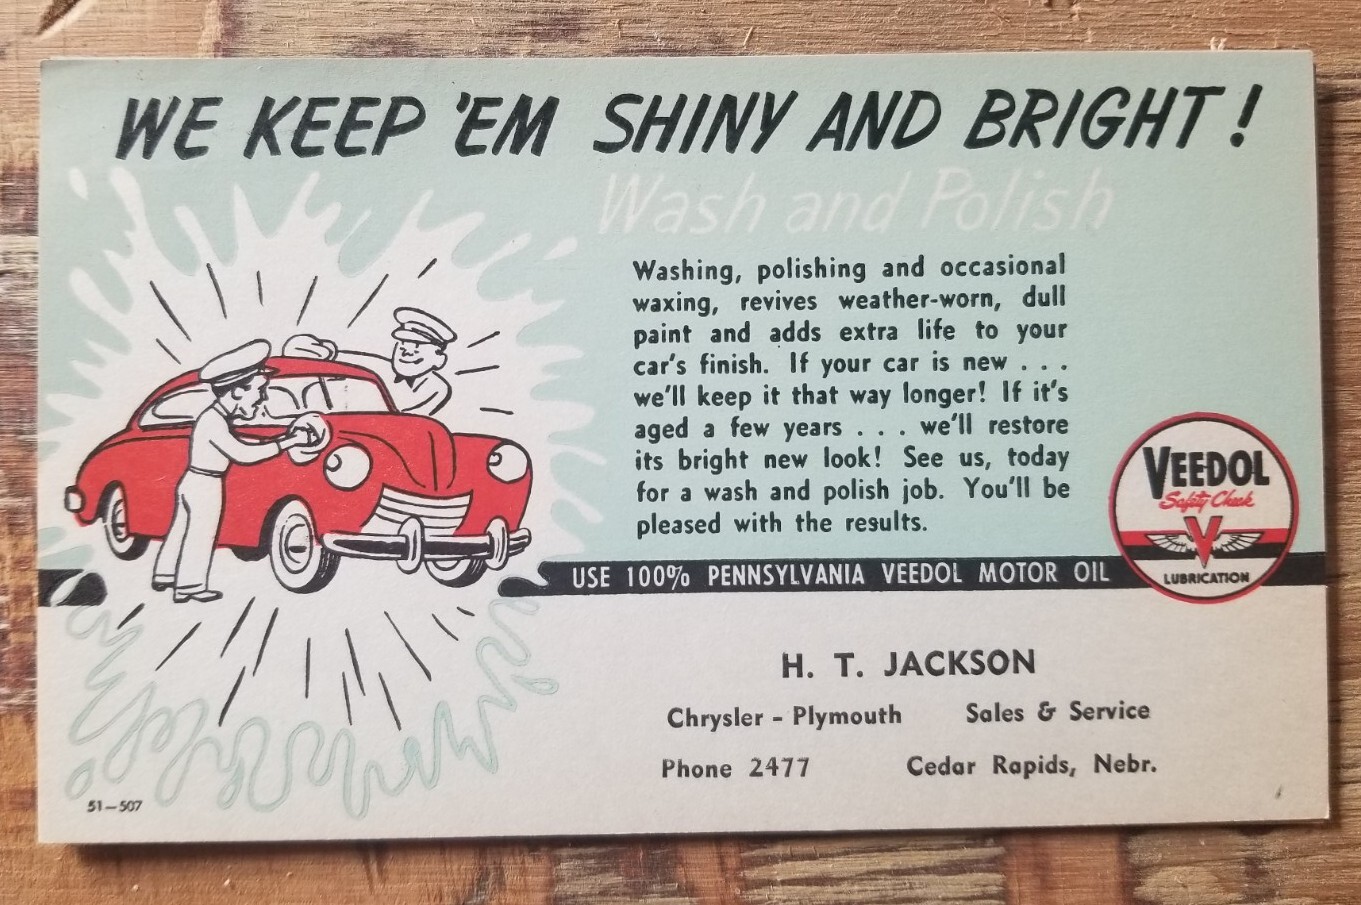 WE KEEP 'EM SHINY AND BRIGHT!
Wash and Polish
Washing, polishing and occasional
waxing, revives weather-worn, dull
paint and adds extra life to your
car's finish. If your car is new . . .
we'll keep it that way longer! If it's
aged a few years . . . we'll restore
its bright new look! See us, today
for a wash and polish job. You'll be
pleased with the results.
VEEDOL
Safety Check
V
LUBRICATION
USE 100% PENNSYLVANIA VEEDOL MOTOR OIL
H. T. JACKSON
Chrysler - Plymouth Sales & Service
Phone 2477 Cedar Rapids, Nebr.
51-507